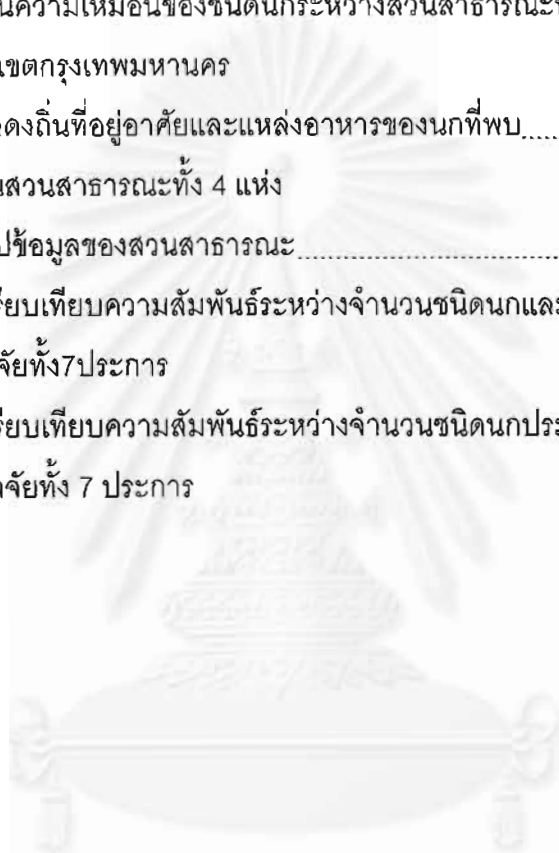 ความเหมือนของชนิดนกระหว่างสวนสาธารณะ
เขตกรุงเทพมหานคร
ดงถิ่นที่อยู่อาศัยและแหล่งอาหารของนกที่พบ
นสวนสาธารณะทั้ง 4 แห่ง
ปข้อมูลของสวนสาธารณะ
รียบเทียบความสัมพันธ์ระหว่างจำนวนชนิดนกและ
จัยทั้ง7ประการ
รียบเทียบความสัมพันธ์ระหว่างจำนวนชนิดนกประ
จัยทั้ง 7 ประการ